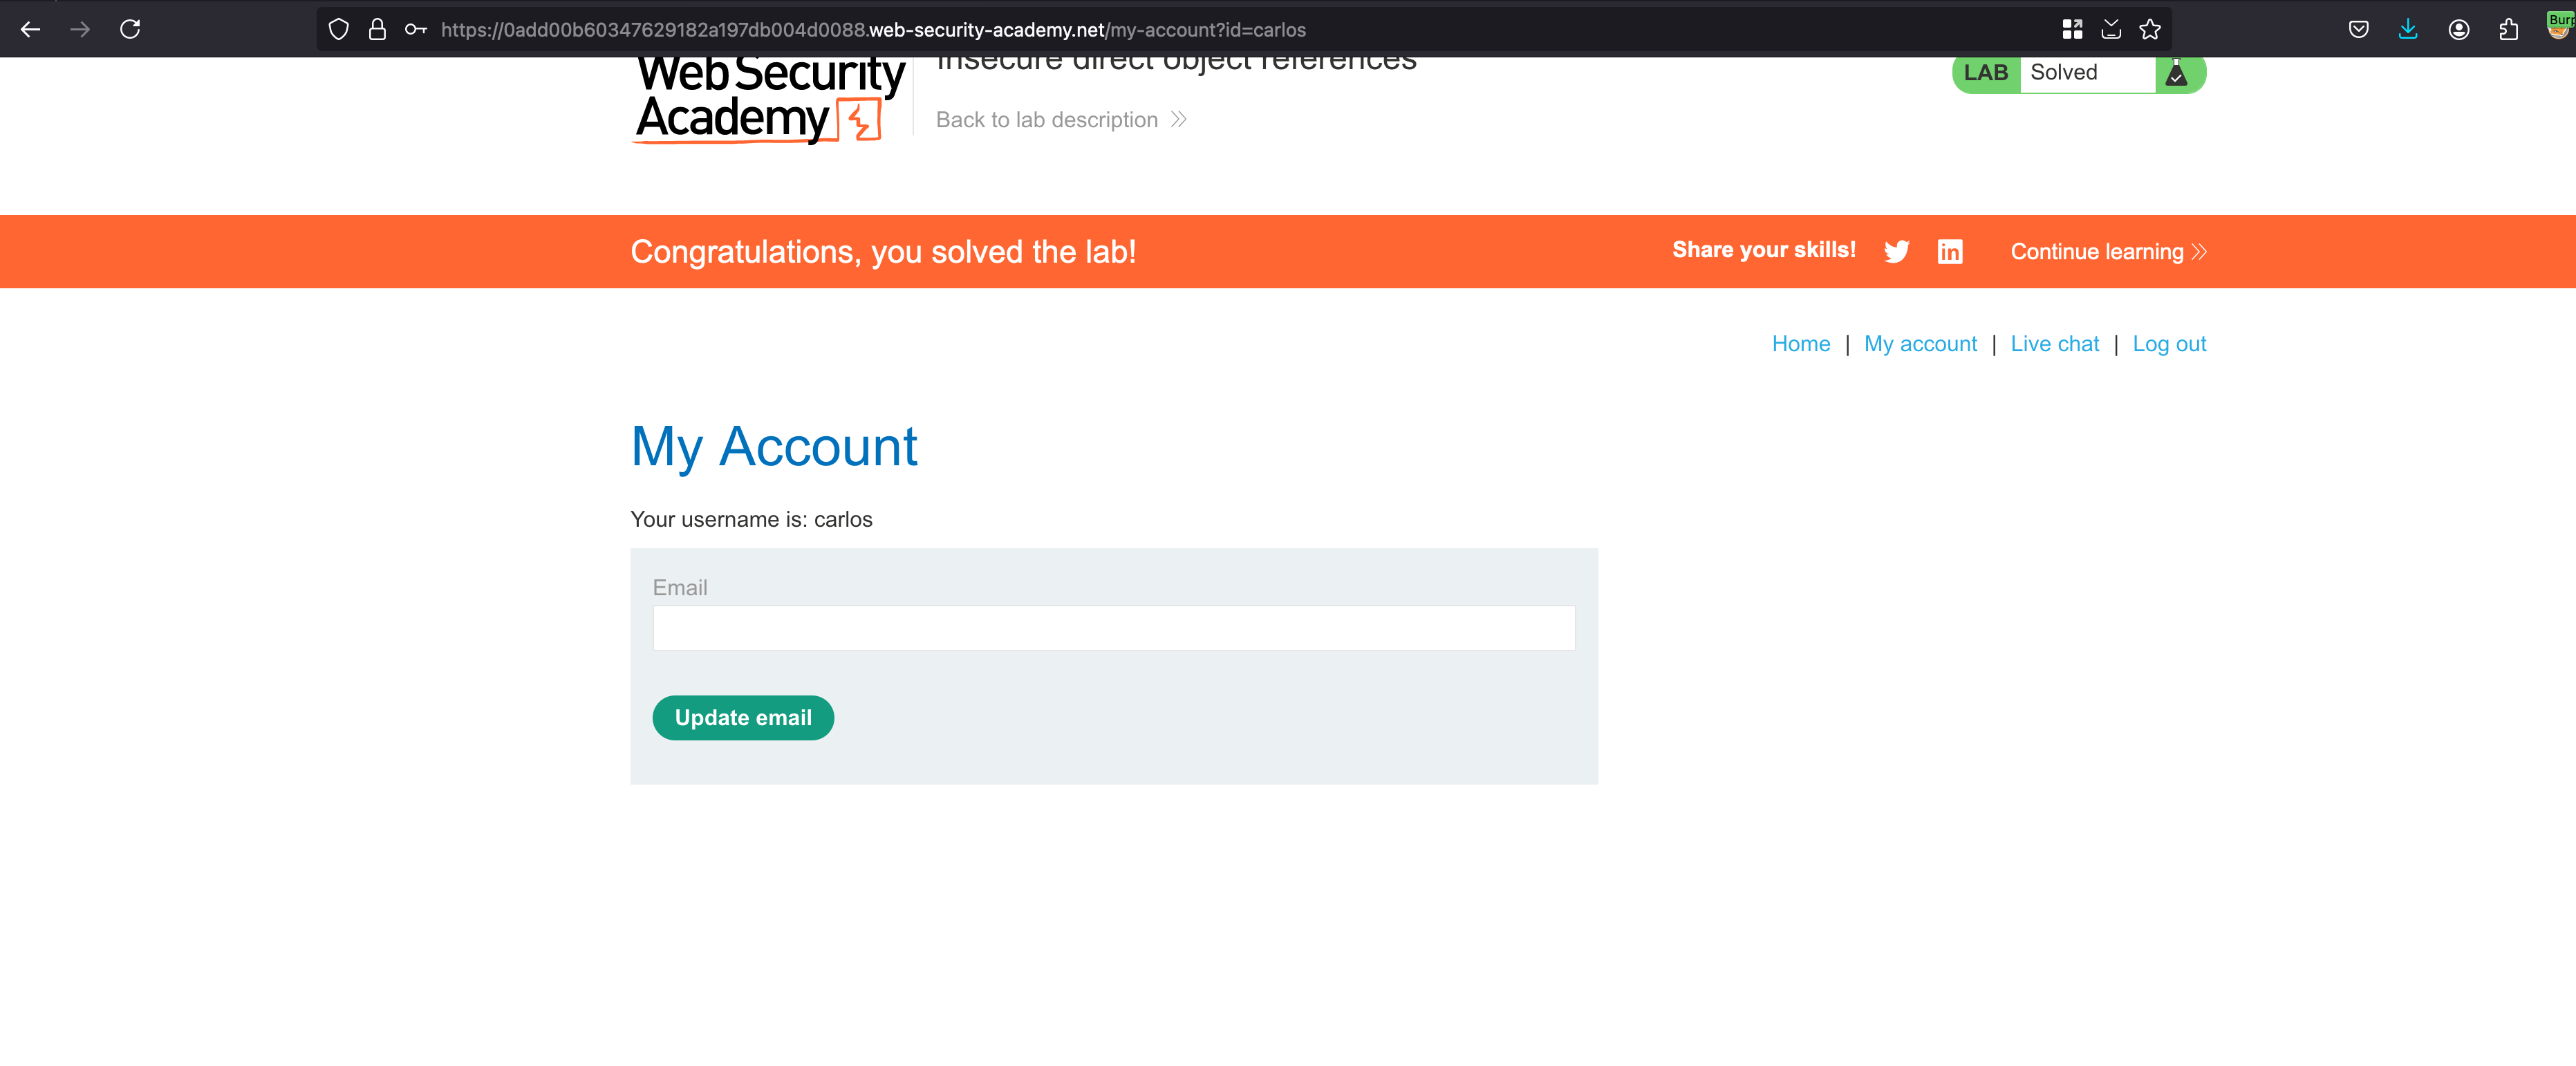 https://0add00b60347629182a197db004d0088.web-security-academy.net/my-account?id=carlos
Burp
Web Security
Academy
Insecure direct object references
Back to lab description
LAB Solved
Congratulations, you solved the lab!
Share your skills!
in
Continue learning
Home | My account | Live chat | Log out
My Account
Your username is: carlos
Email
Update email